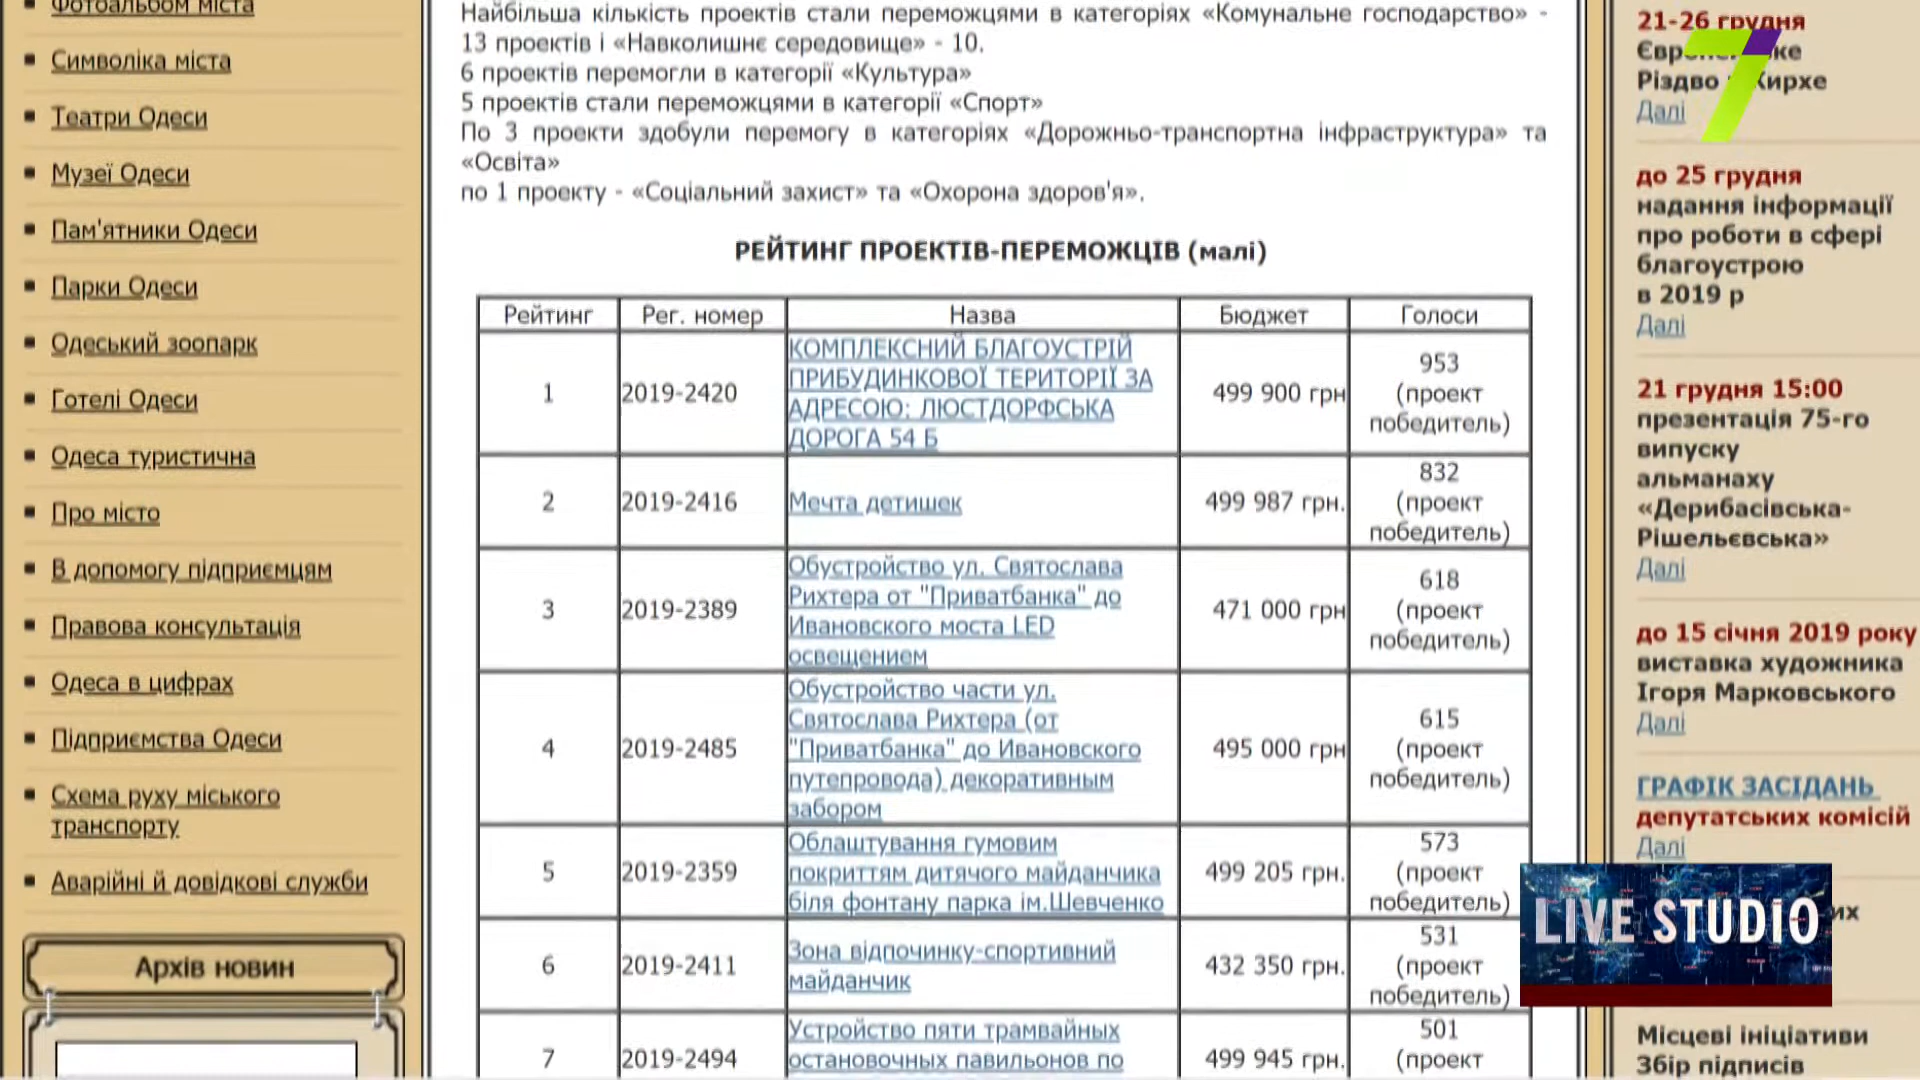 Фотоальбом міста
Символіка міста
Театри Одеси
Музеї Одеси
Пам'ятники Одеси
Парки Одеси
Одеський зоопарк
Готелі Одеси
Одеса туристична
Про місто
В допомогу підприємцям
Правова консультація
Одеса в цифрах
Підприємства Одеси
Схема руху міського
транспорту
Аварійні й довідкові служби
Архів новин
Найбільша кількість проектів стали переможцями в категоріях «Комунальне господарство» -
13 проектів і «Навколишнє середовище» - 10.
6 проектів перемогли в категорії «Культура»
5 проектів стали переможцями в категорії «Спорт»
По 3 проекти здобули перемогу в категоріях «Дорожньо-транспортна інфраструктура» та
«Освіта»
по 1 проекту - «Соціальний захист» та «Охорона здоров'я».
РЕЙТИНГ ПРОЕКТІВ-ПЕРЕМОЖЦІВ (малі)
Рейтинг Рег. номер Назва Бюджет Голоси
1 2019-2420 КОМПЛЕКСНИЙ БЛАГОУСТРІЙ
ПРИБУДИНКОВОЇ ТЕРИТОРІЇ ЗА
АДРЕСОЮ: ЛЮСТДОРФСЬКА
ДОРОГА 54 Б
499 900 грн
953
(проект
победитель)
2 2019-2416 Мечта детишек 499 987 грн.
832
(проект
победитель)
3 2019-2389 Обустройство ул. Святослава
Рихтера от "Приватбанка" до
Ивановского моста LED
освещением
471 000 грн
618
(проект
победитель)
4 2019-2485 Обустройство части ул.
Святослава Рихтера (от
"Приватбанка" до Ивановского
путепровода) декоративным
забором
495 000 грн
615
(проект
победитель)
5 2019-2359 Облаштування гумовим
покриттям дитячого майданчика
біля фонтану парка ім.Шевченко
499 205 грн.
573
(проект
победитель)
6 2019-2411 Зона відпочинку-спортивний
майданчик
432 350 грн.
531
(проект
победитель)
7 2019-2494 Устройство пяти трамвайных
остановочных павильонов по
499 945 грн.
501
(проект
21-26 грудня
Різдво Кирхе
Далі
7
до 25 грудня
надання інформації
про роботи в сфері
благоустрою
в 2019 р
Далі
21 грудня 15:00
презентація 75-го
випуску
альманаху
«Дерибасівська-
Рішельєвська»
Далі
до 15 січня 2019 року
виставка художника
Ігоря Марковського
Далі
ГРАФІК ЗАСІДАНЬ
депутатських комісій
Далі
их
LIVE STUDIO
Місцеві ініціативи
Збір підписів